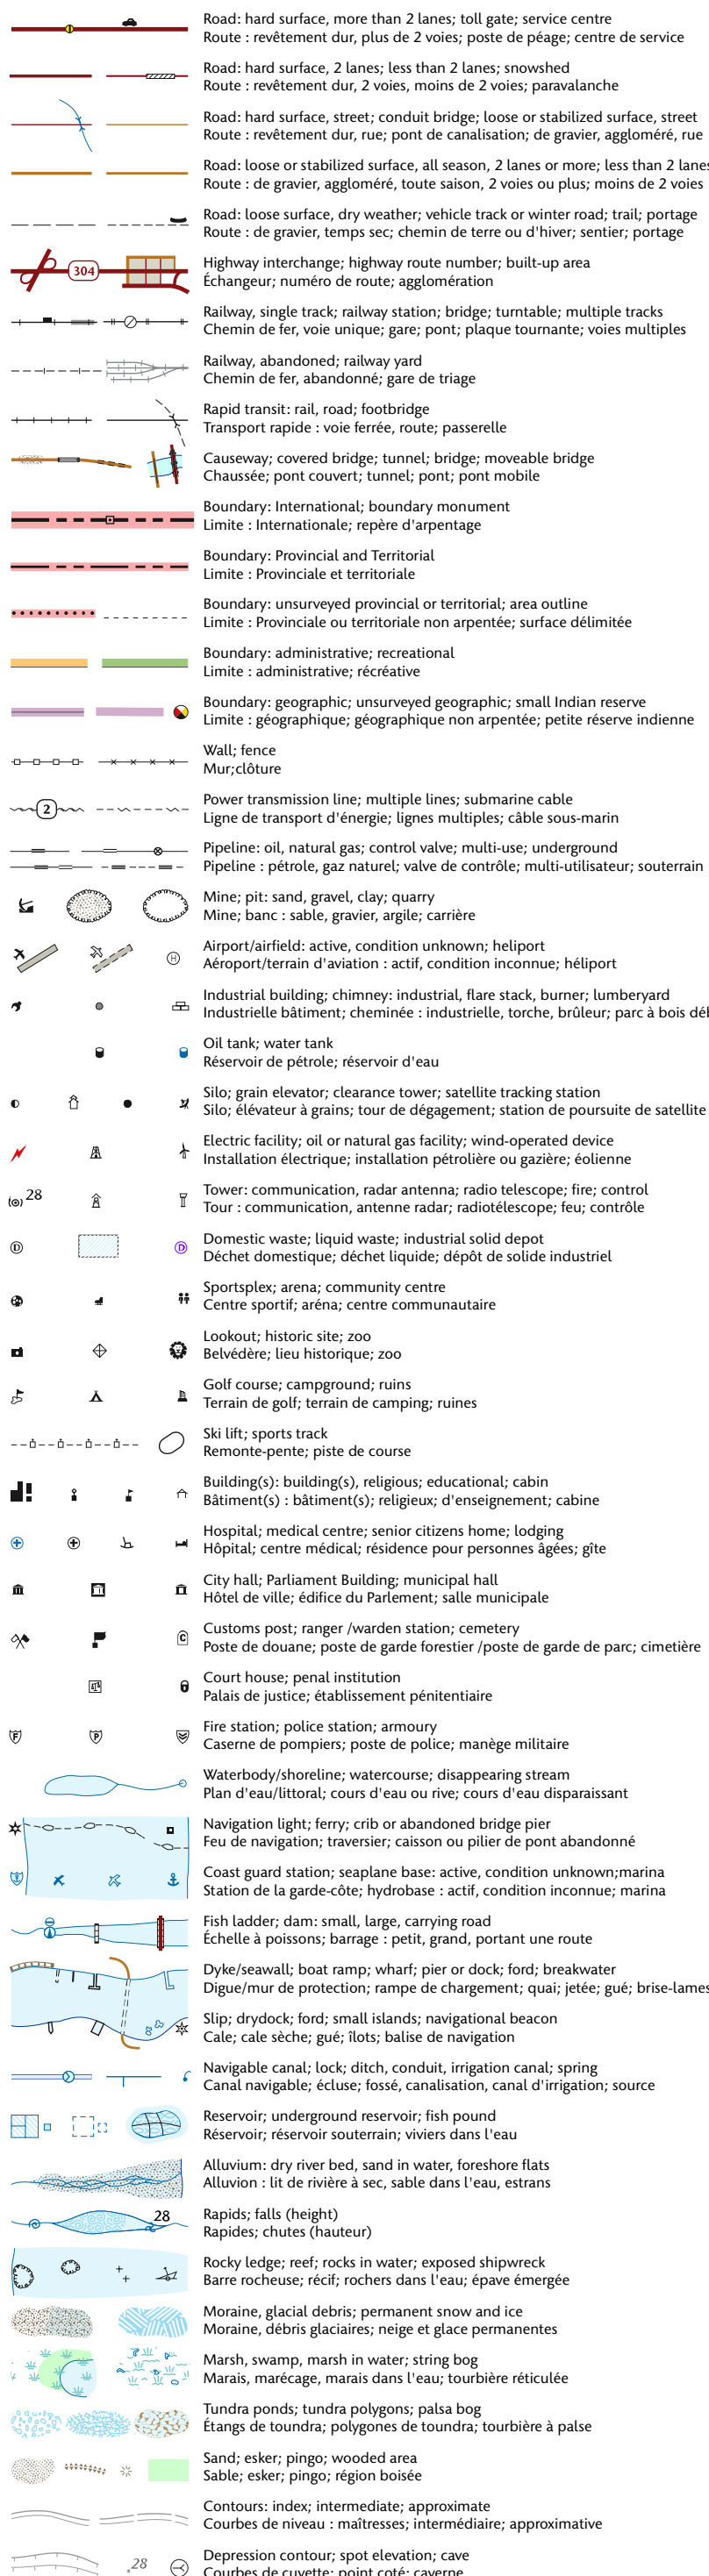 Road: hard surface, more than 2 lanes; toll gate; service centre
Route : revêtement dur, plus de 2 voies; poste de péage; centre de service
Road: hard surface, 2 lanes; less than 2 lanes; snowshed
Route : revêtement dur, 2 voies, moins de 2 voies; paravalanche
Road: hard surface, street; conduit bridge; loose or stabilized surface, street
Route : revêtement dur, rue; pont de canalisation; de gravier, aggloméré, rue
Road: loose or stabilized surface, all season, 2 lanes or more; less than 2 lanes
Route : de gravier, aggloméré, toute saison, 2 voies ou plus; moins de 2 voies
Road: loose surface, dry weather; vehicle track or winter road; trail; portage
Route : de gravier, temps sec; chemin de terre ou d'hiver; sentier; portage
304
Highway interchange; highway route number; built-up area
Échangeur; numéro de route; agglomération
Railway, single track; railway station; bridge; turntable; multiple tracks
Chemin de fer, voie unique; gare; pont; plaque tournante; voies multiples
Railway, abandoned; railway yard
Chemin de fer, abandonné; gare de triage
Rapid transit: rail, road; footbridge
Transport rapide : voie ferrée, route; passerelle
Causeway; covered bridge; tunnel; bridge; moveable bridge
Chaussée; pont couvert; tunnel; pont; pont mobile
Boundary: International; boundary monument
Limite : Internationale; repère d'arpentage
Boundary: Provincial and Territorial
Limite : Provinciale et territoriale
Boundary: unsurveyed provincial or territorial; area outline
Limite : Provinciale ou territoriale non arpentée; surface délimitée
Boundary: administrative; recreational
Limite : administrative; récréative
Boundary: geographic; unsurveyed geographic; small Indian reserve
Limite : géographique; géographique non arpentée; petite réserve indienne
Wall; fence
Mur;clôture
2
Power transmission line; multiple lines; submarine cable
Ligne de transport d'énergie; lignes multiples; câble sous-marin
Pipeline: oil, natural gas; control valve; multi-use; underground
Pipeline : pétrole, gaz naturel; valve de contrôle; multi-utilisateur; souterrain
Mine; pit: sand, gravel, clay; quarry
Mine; banc : sable, gravier, argile; carrière
H
Airport/airfield: active, condition unknown; heliport
Aéroport/terrain d'aviation : actif, condition inconnue; héliport
Industrial building; chimney: industrial, flare stack, burner; lumberyard
Industrielle bâtiment; cheminée : industrielle, torche, brûleur; parc à bois
Oil tank; water tank
Réservoir de pétrole; réservoir d'eau
Silo; grain elevator; clearance tower; satellite tracking station
Silo; élévateur à grains; tour de dégagement; station de poursuite de satellite
Electric facility; oil or natural gas facility; wind-operated device
Installation électrique; installation pétrolière ou gazière; éolienne
28
Tower: communication, radar antenna; radio telescope; fire; control
Tour : communication, antenne radar; radiotélescope; feu; contrôle
D D
Domestic waste; liquid waste; industrial solid depot
Déchet domestique; déchet liquide; dépôt de solide industriel
Sportsplex; arena; community centre
Centre sportif; aréna; centre communautaire
Lookout; historic site; zoo
Belvédère; lieu historique; zoo
Golf course; campground; ruins
Terrain de golf; terrain de camping; ruines
Ski lift; sports track
Remonte-pente; piste de course
Building(s): building(s), religious; educational; cabin
Bâtiment(s) : bâtiment(s); religieux; d'enseignement; cabine
Hospital; medical centre; senior citizens home; lodging
Hôpital; centre médical; résidence pour personnes âgées; gîte
City hall; Parliament Building; municipal hall
Hôtel de ville; édifice du Parlement; salle municipale
C
Customs post; ranger /warden station; cemetery
Poste de douane; poste de garde forestier /poste de garde de parc; cimetière
Court house; penal institution
Palais de justice; établissement pénitentiaire
F P
Fire station; police station; armoury
Caserne de pompiers; poste de police; manège militaire
Waterbody/shoreline; watercourse; disappearing stream
Plan d'eau/littoral; cours d'eau ou rive; cours d'eau disparaissant
Navigation light; ferry; crib or abandoned bridge pier
Feu de navigation; traversier; caisson ou pilier de pont abandonné
Coast guard station; seaplane base: active, condition unknown;marina
Station de la garde-côte; hydrobase : actif, condition inconnue; marina
Fish ladder; dam: small, large, carrying road
Échelle à poissons; barrage : petit, grand, portant une route
Dyke/seawall; boat ramp; wharf; pier or dock; ford; breakwater
Digue/mur de protection; rampe de chargement; quai; jetée; gué; brise-lames
Slip; drydock; ford; small islands; navigational beacon
Cale; cale sèche; gué; îlots; balise de navigation
Navigable canal; lock; ditch, conduit, irrigation canal; spring
Canal navigable; écluse; fossé, canalisation, canal d'irrigation; source
Reservoir; underground reservoir; fish pound
Réservoir; réservoir souterrain; viviers dans l'eau
Alluvium: dry river bed, sand in water, foreshore flats
Alluvion : lit de rivière à sec, sable dans l'eau, estrans
28
Rapids; falls (height)
Rapides; chutes (hauteur)
Rocky ledge; reef; rocks in water; exposed shipwreck
Barre rocheuse; récif; rochers dans l'eau; épave émergée
Moraine, glacial debris; permanent snow and ice
Moraine, débris glaciaires; neige et glace permanentes
Marsh, swamp, marsh in water; string bog
Marais, marécage, marais dans l'eau; tourbière réticulée
Tundra ponds; tundra polygons; palsa bog
Étangs de toundra; polygones de toundra; tourbière à palse
Sand; esker; pingo; wooded area
Sable; esker; pingo; région boisée
Contours: index; intermediate; approximate
Courbes de niveau : maîtresses; intermédiaire; approximative
.28
Depression contour; spot elevation; cave
Courbes de cuvette; point coté; caverne